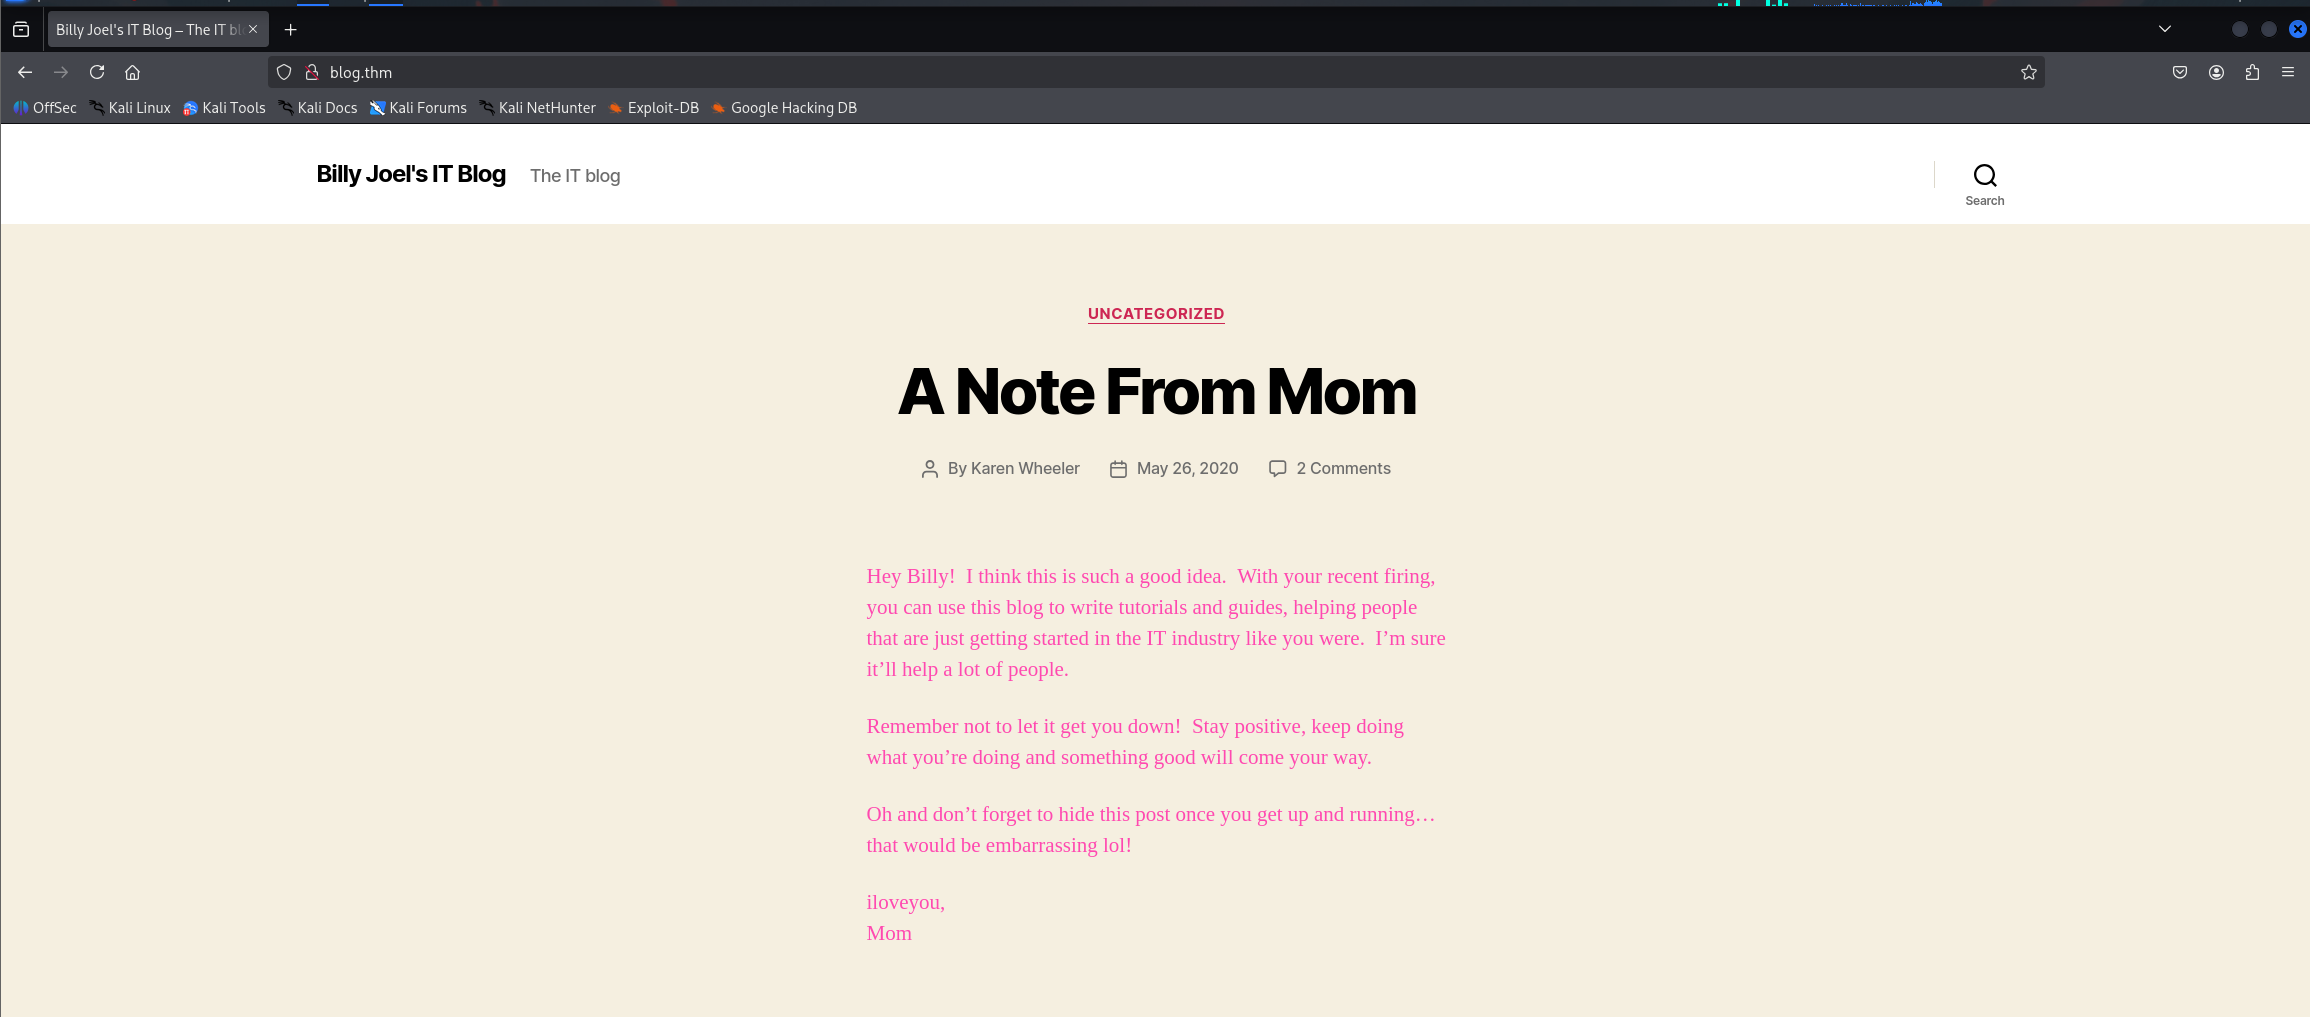 Billy Joel's IT Blog – The IT bl
blog.thm
OffSec Kali Linux Kali Tools Kali Docs Kali Forums Kali NetHunter Exploit-DB Google Hacking DB
Billy Joel's IT Blog The IT blog
Search
UNCATEGORIZED
A Note From Mom
By Karen Wheeler May 26, 2020 2 Comments
Hey Billy!  I think this is such a good idea.  With your recent firing,
you can use this blog to write tutorials and guides, helping people
that are just getting started in the IT industry like you were.  I’m sure
it’ll help a lot of people.
Remember not to let it get you down!  Stay positive, keep doing
what you’re doing and something good will come your way.
Oh and don’t forget to hide this post once you get up and running…
that would be embarrassing lol!
iloveyou,
Mom